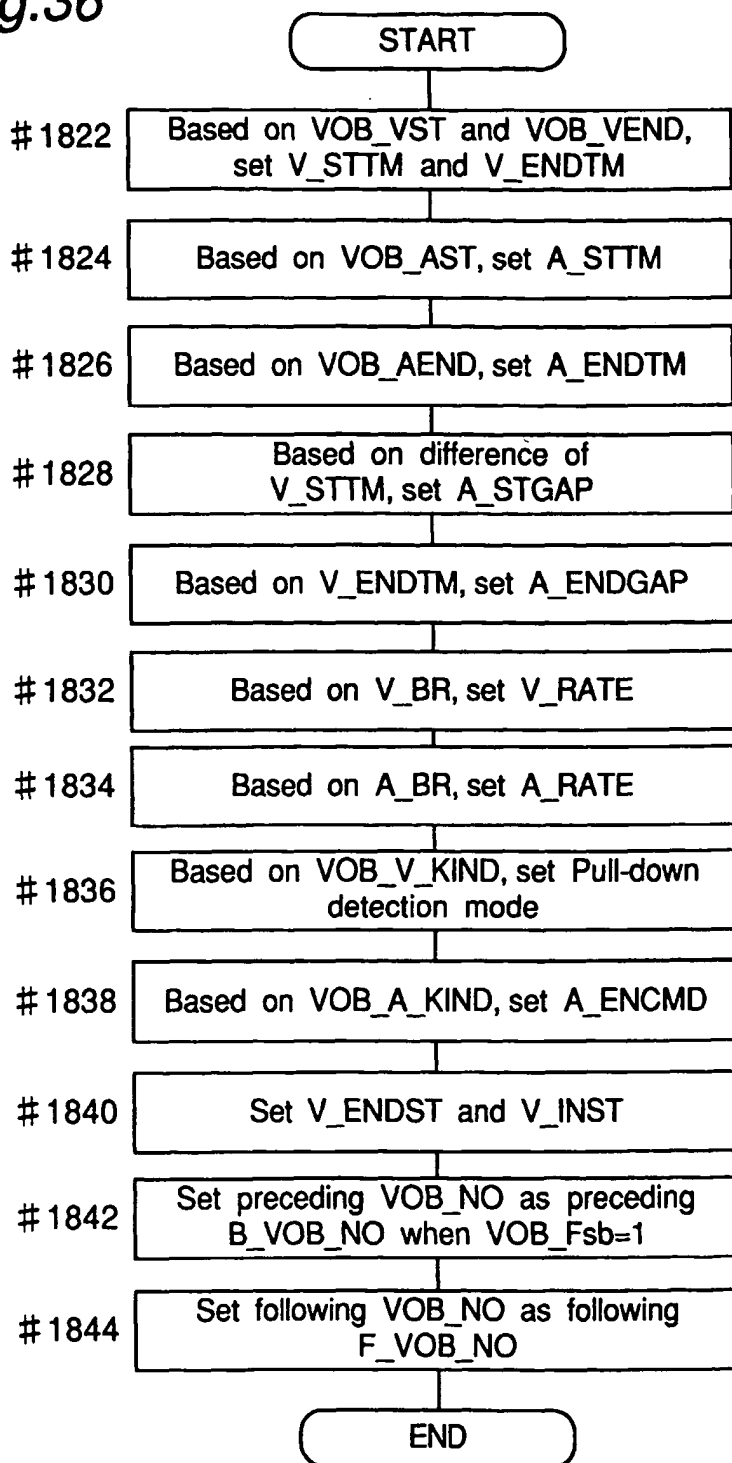 g.36
START
#1822
Based on VOB_VST and VOB_VEND,
set V_STTM and V_ENDTM
#1824
Based on VOB_AST, set A_STTM
#1826
Based on VOB_AEND, set A_ENDTM
#1828
Based on difference of
V_STTM, set A_STGAP
#1830
Based on V_ENDTM, set A_ENDGAP
#1832
Based on V_BR, set V_RATE
#1834
Based on A_BR, set A_RATE
#1836
Based on VOB_V_KIND, set Pull-down
detection mode
#1838
Based on VOB_A_KIND, set A_ENCMD
#1840
Set V_ENDST and V_INST
#1842
Set preceding VOB_NO as preceding
B_VOB_NO when VOB_Fsb=1
#1844
Set following VOB_NO as following
F_VOB_NO
END